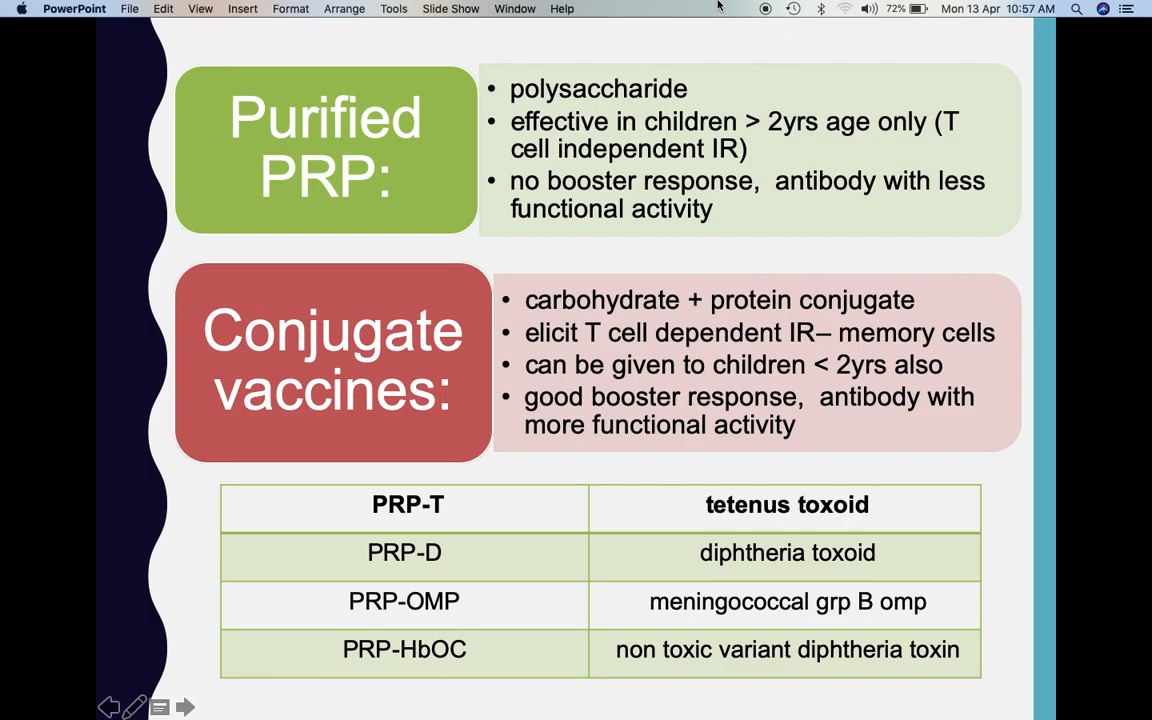 PowerPoint File Edit View Insert Format Arrange Tools Slide Show Window Help 72% Mon 13 Apr 10:57 AM
Purified
PRP:
• polysaccharide
• effective in children > 2yrs age only (T
cell independent IR)
• no booster response, antibody with less
functional activity
Conjugate
vaccines:
• carbohydrate + protein conjugate
• elicit T cell dependent IR– memory cells
• can be given to children < 2yrs also
• good booster response, antibody with
more functional activity
PRP-T tetenus toxoid
PRP-D diphtheria toxoid
PRP-OMP meningococcal grp B omp
PRP-HbOC non toxic variant diphtheria toxin